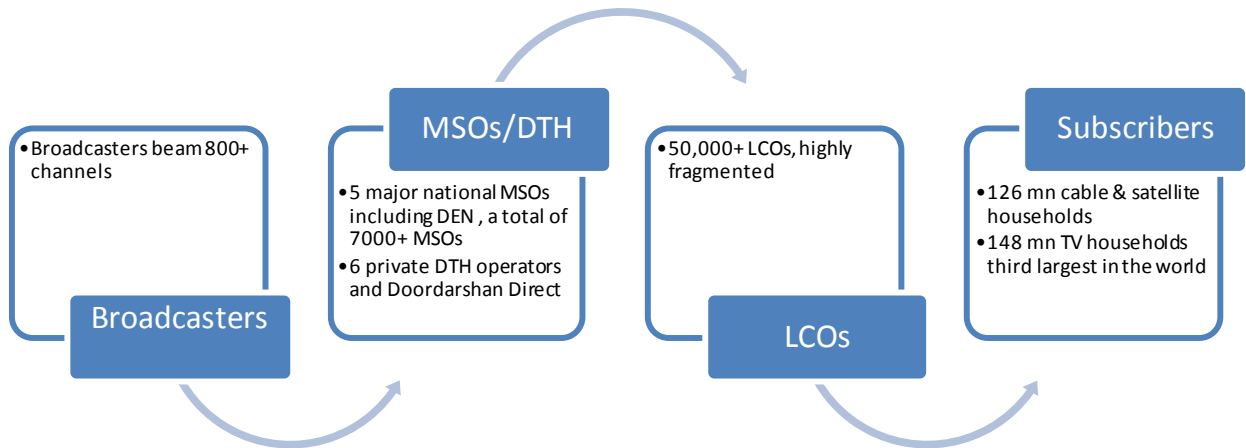 •Broadcasters beam 800+
channels
Broadcasters
MSOs/DTH
•5 major national MSOs
including DEN , a total of
7000+ MSOs
•6 private DTH operators
and Doordarshan Direct
•50,000+ LCOs, highly
fragmented
LCOs
Subscribers
•126 mn cable & satellite
households
•148 mn TV households
third largest in the world